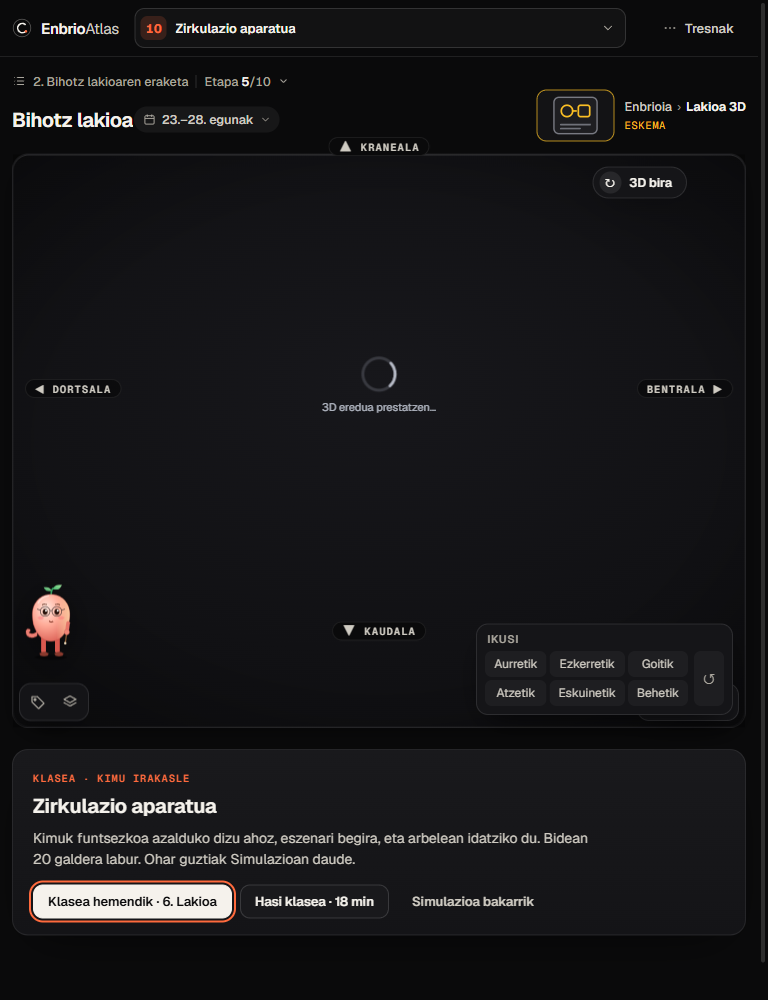 EnbrioAtlas
10 Zirkulazio aparatua
··· Tresnak
2. Bihotz lakioaren eraketa
Etapa 5/10
Bihotz lakioa
23.–28. egunak
Enbrioia › Lakioa 3D
ESKEMA
▲ KRANEALA
↻ 3D bira
◀ DORTSALA
3D eredua prestatzen…
BENTRALA ▶
▼ KAUDALA
IKUSI
Aurretik Ezkerretik Goitik
Atzetik Eskuinetik Behetik
↺
KLASEA · KIMU IRAKASLE
Zirkulazio aparatua
Kimuk funtsezkoa azalduko dizu ahoz, eszenari begira, eta arbelean idatziko du. Bidean
20 galdera labur. Ohar guztiak Simulazioan daude.
Klasea hemendik · 6. Lakioa
Hasi klasea · 18 min
Simulazioa bakarrik